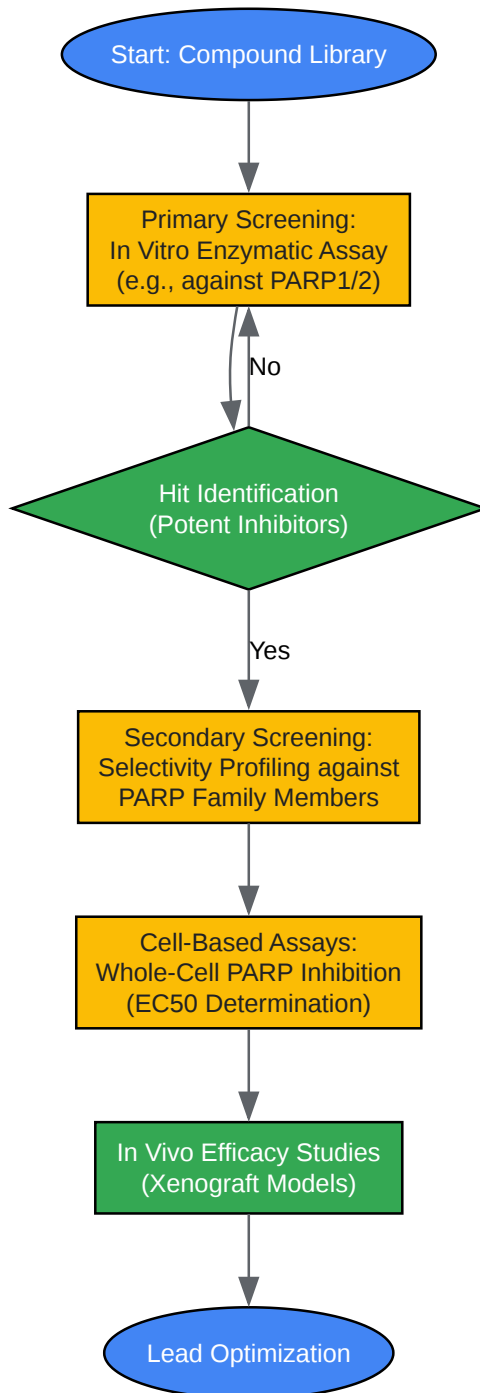 Start: Compound Library
Primary Screening:
In Vitro Enzymatic Assay
(e.g., against PARP1/2)
No
Hit Identification
(Potent Inhibitors)
Yes
Secondary Screening:
Selectivity Profiling against
PARP Family Members
Cell-Based Assays:
Whole-Cell PARP Inhibition
(EC50 Determination)
In Vivo Efficacy Studies
(Xenograft Models)
Lead Optimization